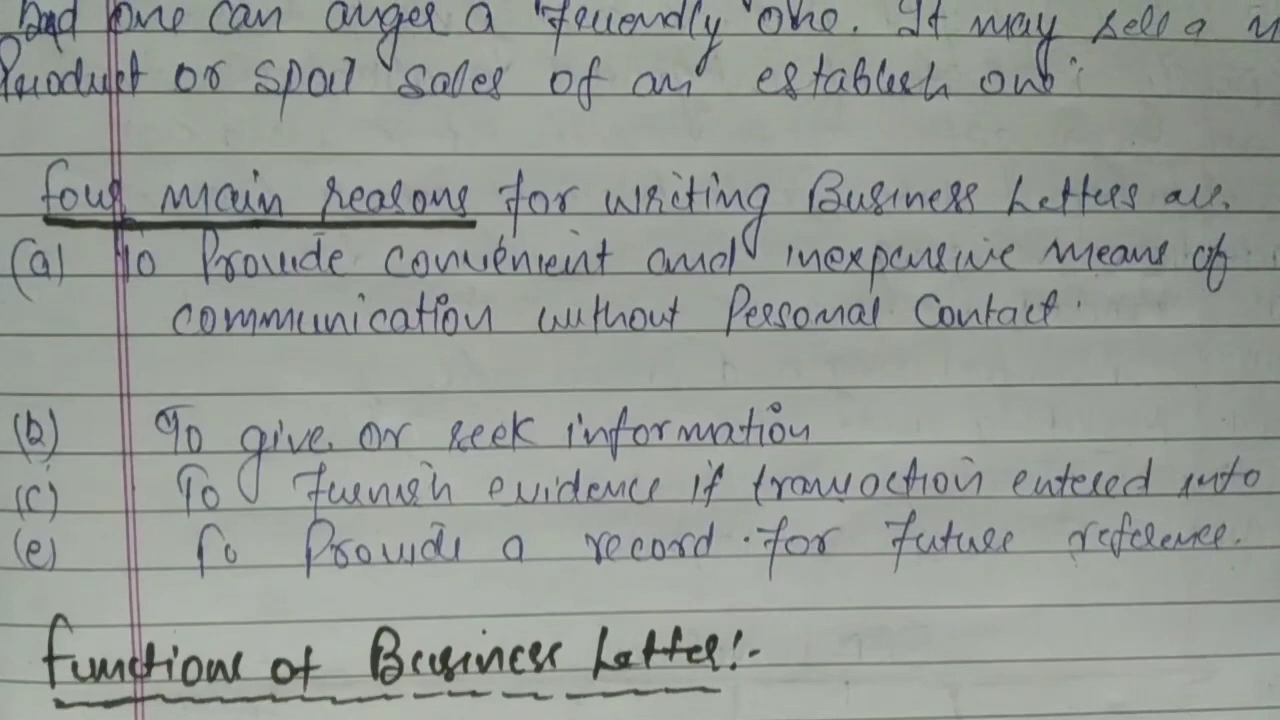 Bad one can anger a friendly one. It may sell a
Product or spoil sales of an establish one
four main reasons for writing Business Letters are.
(a) To Provide convenient and inexpensive means of
communication without Personal Contact.
(b) To give or seek information
(c) To furnish evidence if transaction entered into
(e) To Provide a record for future reference.
functions of Business Letter:-